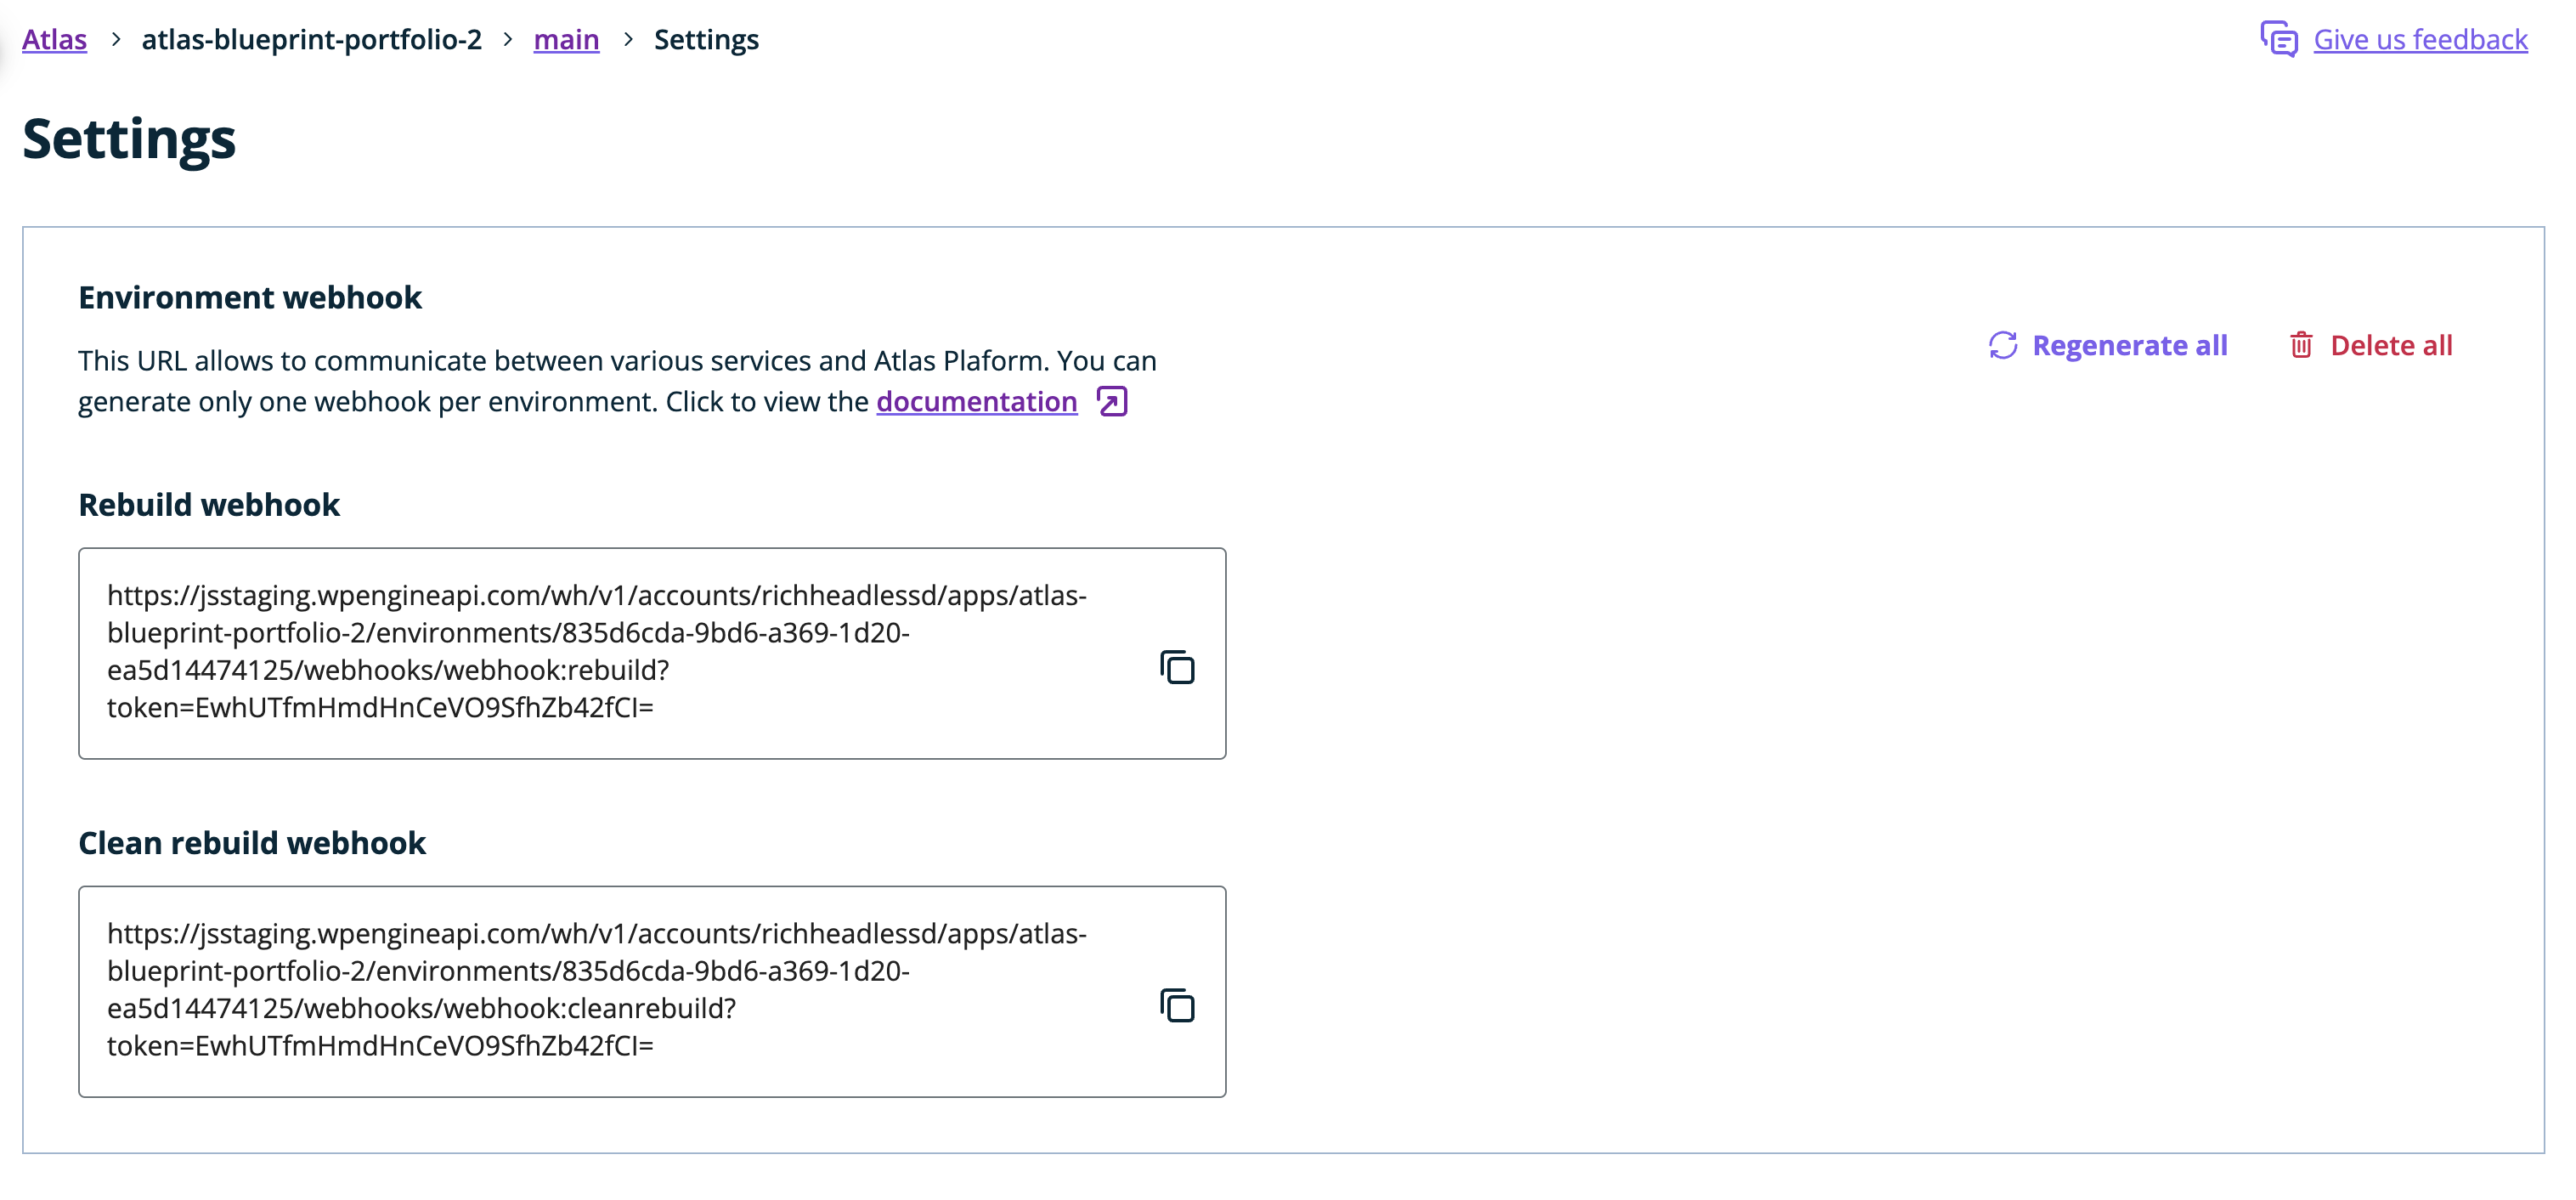 Atlas > atlas-blueprint-portfolio-2 > main > Settings
Give us feedback
Settings
Environment webhook
This URL allows to communicate between various services and Atlas Plaform. You can
generate only one webhook per environment. Click to view the documentation
Regenerate all
Delete all
Rebuild webhook
https://jsstaging.wpengineapi.com/wh/v1/accounts/richheadlessd/apps/atlas-
blueprint-portfolio-2/environments/835d6cda-9bd6-a369-1d20-
ea5d14474125/webhooks/webhook:rebuild?
token=EwhUTfmHmdHnCeVO9SfhZb42fCI=
Clean rebuild webhook
https://jsstaging.wpengineapi.com/wh/v1/accounts/richheadlessd/apps/atlas-
blueprint-portfolio-2/environments/835d6cda-9bd6-a369-1d20-
ea5d14474125/webhooks/webhook:cleanrebuild?
token=EwhUTfmHmdHnCeVO9SfhZb42fCI=